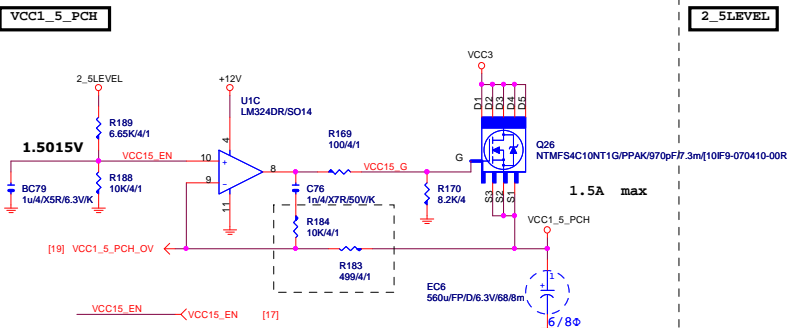 VCC1_5_PCH
2_5LEVEL
VCC3
2_5LEVEL
+12V
U1C
LM324DR/SO14
D1
D2
D3
D4
D5
R189
6.65K/4/1
1.5015V
VCC15_EN
4
10
+
9
-
8
11
R169
100/4/1
VCC15_G
G
Q26
NTMFS4C10NT1G/PPAK/970pF/7.3m/[10IF9-070410-00R
BC79
1u/4/X5R/6.3V/K
R188
10K/4/1
C76
1n/4/X7R/50V/K
R170
8.2K/4
S3
S2
S1
1.5A max
VCC1_5_PCH
R184
10K/4/1
[19] VCC1_5_PCH_OV
R183
499/4/1
EC6
560u/FP/D/6.3V/68/8m
1
+
6/8Φ
VCC15_EN
VCC15_EN [17]